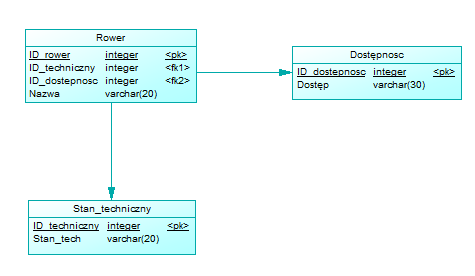 Rower
ID_rower integer <pk>
ID_techniczny integer <fk1>
ID_dostepnosc integer <fk2>
Nazwa varchar(20)
Dostępnosc
ID_dostepnosc integer <pk>
Dostęp varchar(30)
Stan_techniczny
ID_techniczny integer <pk>
Stan_tech varchar(20)